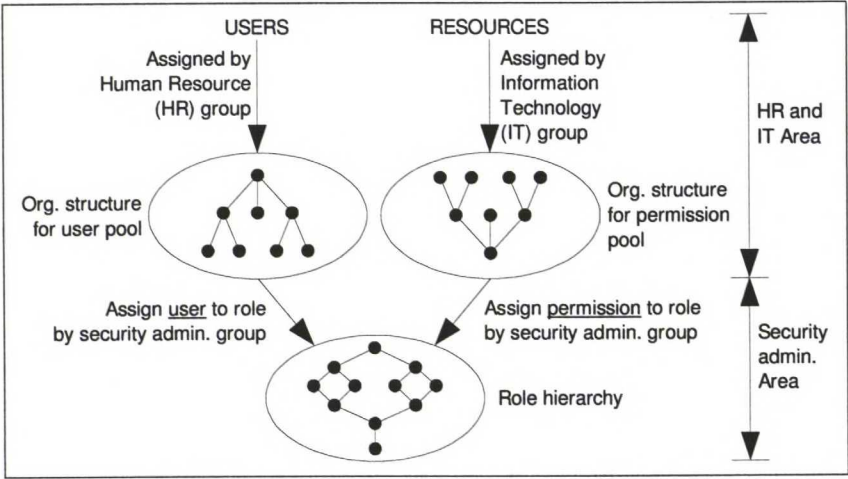 USERS
RESOURCES
Assigned by
Human Resource
(HR) group
Assigned by
Information
Technology
(IT) group
HR and
IT Area
Org. structure
for user pool
Org. structure
for permission
pool
Assign user to role
by security admin. group
Assign permission to role
by security admin. group
Security
admin.
Area
Role hierarchy